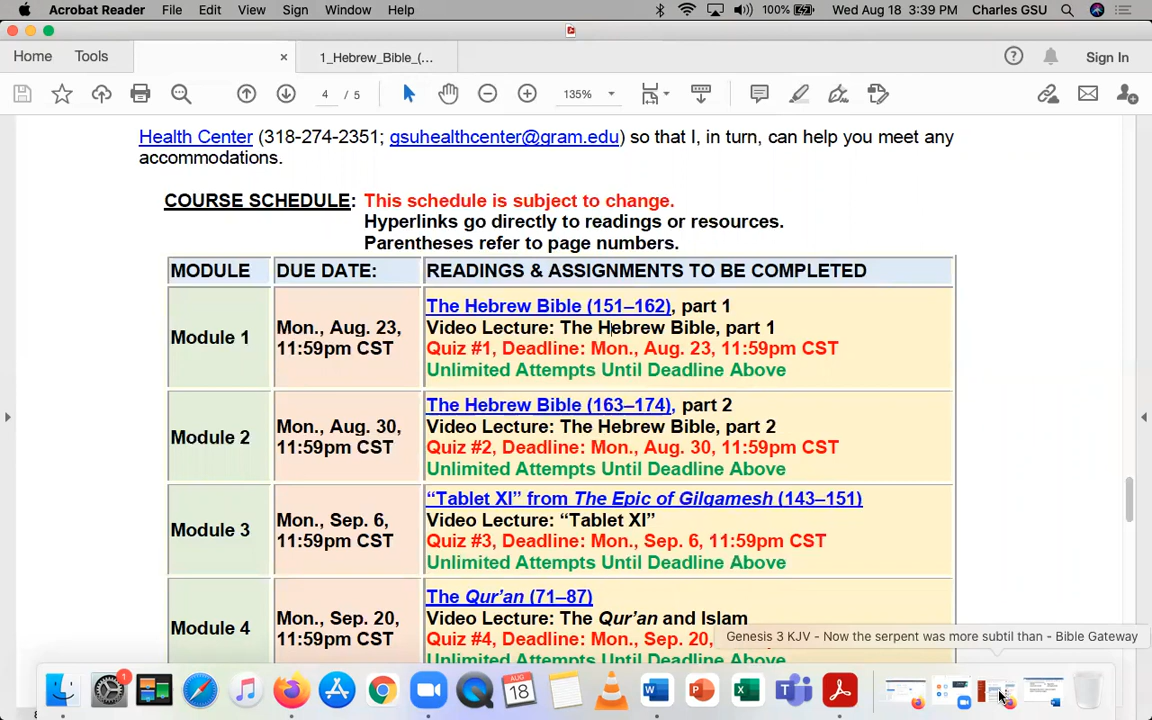 Acrobat Reader File Edit View Sign Window Help 100% Wed Aug 18 3:39 PM Charles GSU
Home Tools × 1_Hebrew_Bible_(... ? Sign In
4 / 5 135%
Health Center (318-274-2351; gsuhealthcenter@gram.edu) so that I, in turn, can help you meet any
accommodations.
COURSE SCHEDULE: This schedule is subject to change.
Hyperlinks go directly to readings or resources.
Parentheses refer to page numbers.
MODULE DUE DATE: READINGS & ASSIGNMENTS TO BE COMPLETED
Module 1
Mon., Aug. 23,
11:59pm CST
The Hebrew Bible (151–162), part 1
Video Lecture: The Hebrew Bible, part 1
Quiz #1, Deadline: Mon., Aug. 23, 11:59pm CST
Unlimited Attempts Until Deadline Above
Module 2
Mon., Aug. 30,
11:59pm CST
The Hebrew Bible (163–174), part 2
Video Lecture: The Hebrew Bible, part 2
Quiz #2, Deadline: Mon., Aug. 30, 11:59pm CST
Unlimited Attempts Until Deadline Above
Module 3
Mon., Sep. 6,
11:59pm CST
“Tablet XI” from The Epic of Gilgamesh (143–151)
Video Lecture: “Tablet XI”
Quiz #3, Deadline: Mon., Sep. 6, 11:59pm CST
Unlimited Attempts Until Deadline Above
Module 4
Mon., Sep. 20,
11:59pm CST
The Qur’an (71–87)
Video Lecture: The Qur’an and Islam
Quiz #4, Deadline: Mon., Sep. 20,
Unlimited Attempts Until Deadline Above
Genesis 3 KJV - Now the serpent was more subtil than - Bible Gateway
1
AUG
18